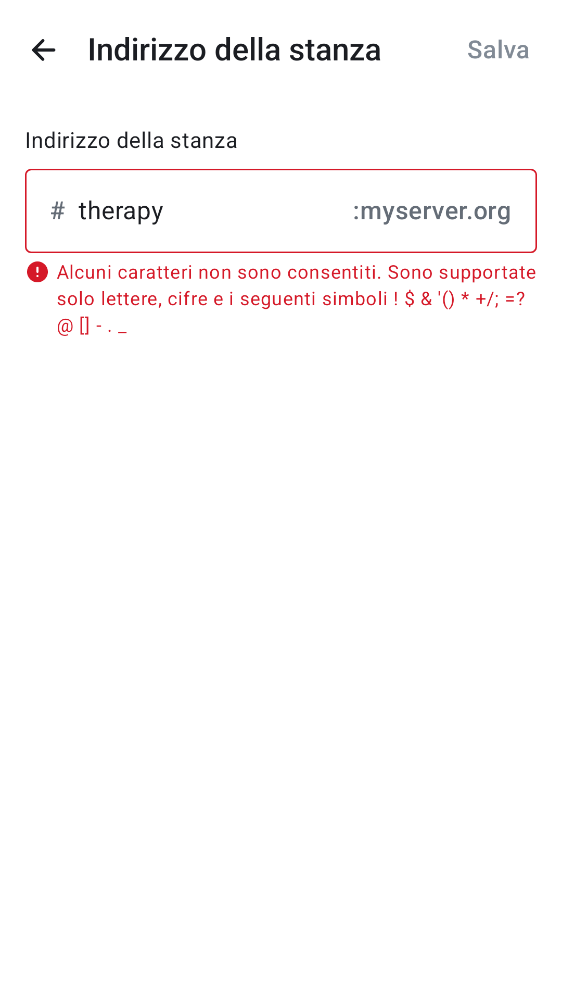 Indirizzo della stanza
Salva
Indirizzo della stanza
# therapy :myserver.org
Alcuni caratteri non sono consentiti. Sono supportate
solo lettere, cifre e i seguenti simboli ! $ & '() * +/; =?
@ [] - . _